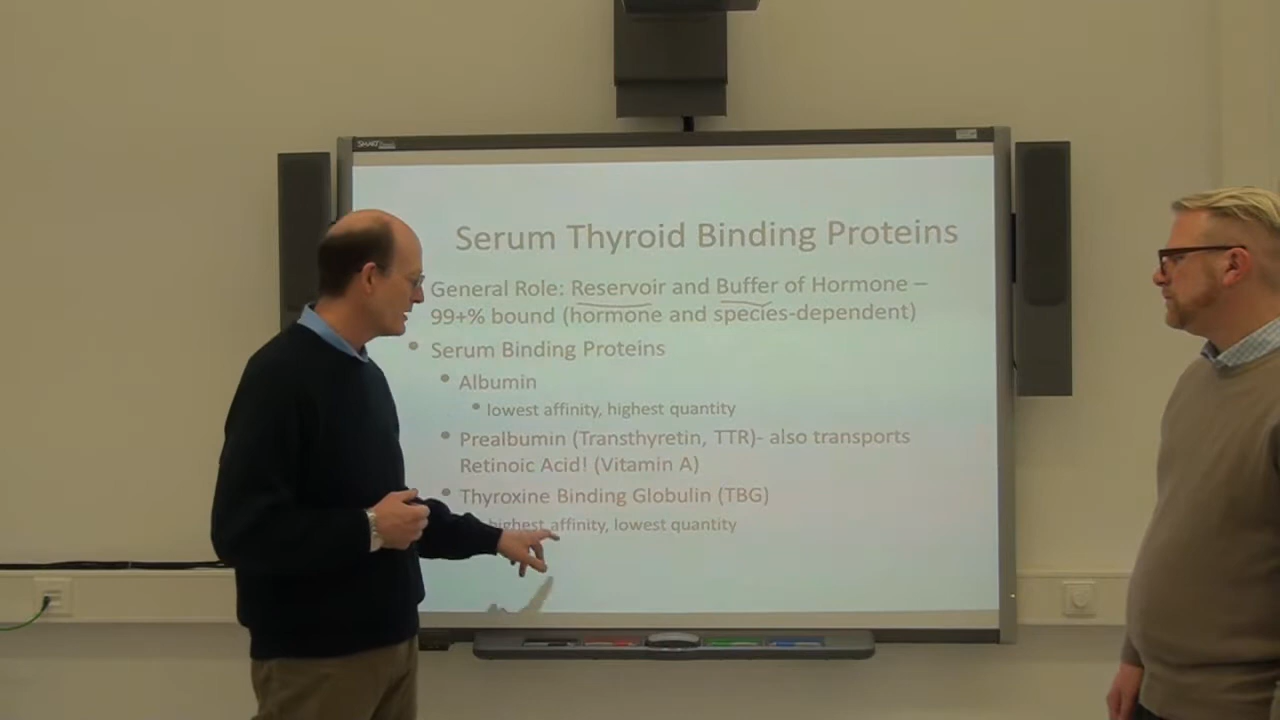 SMART
Serum Thyroid Binding Proteins
General Role: Reservoir and Buffer of Hormone –
99+% bound (hormone and species-dependent)
• Serum Binding Proteins
• Albumin
• lowest affinity, highest quantity
• Prealbumin (Transthyretin, TTR)- also transports
Retinoic Acid! (Vitamin A)
• Thyroxine Binding Globulin (TBG)
highest affinity, lowest quantity